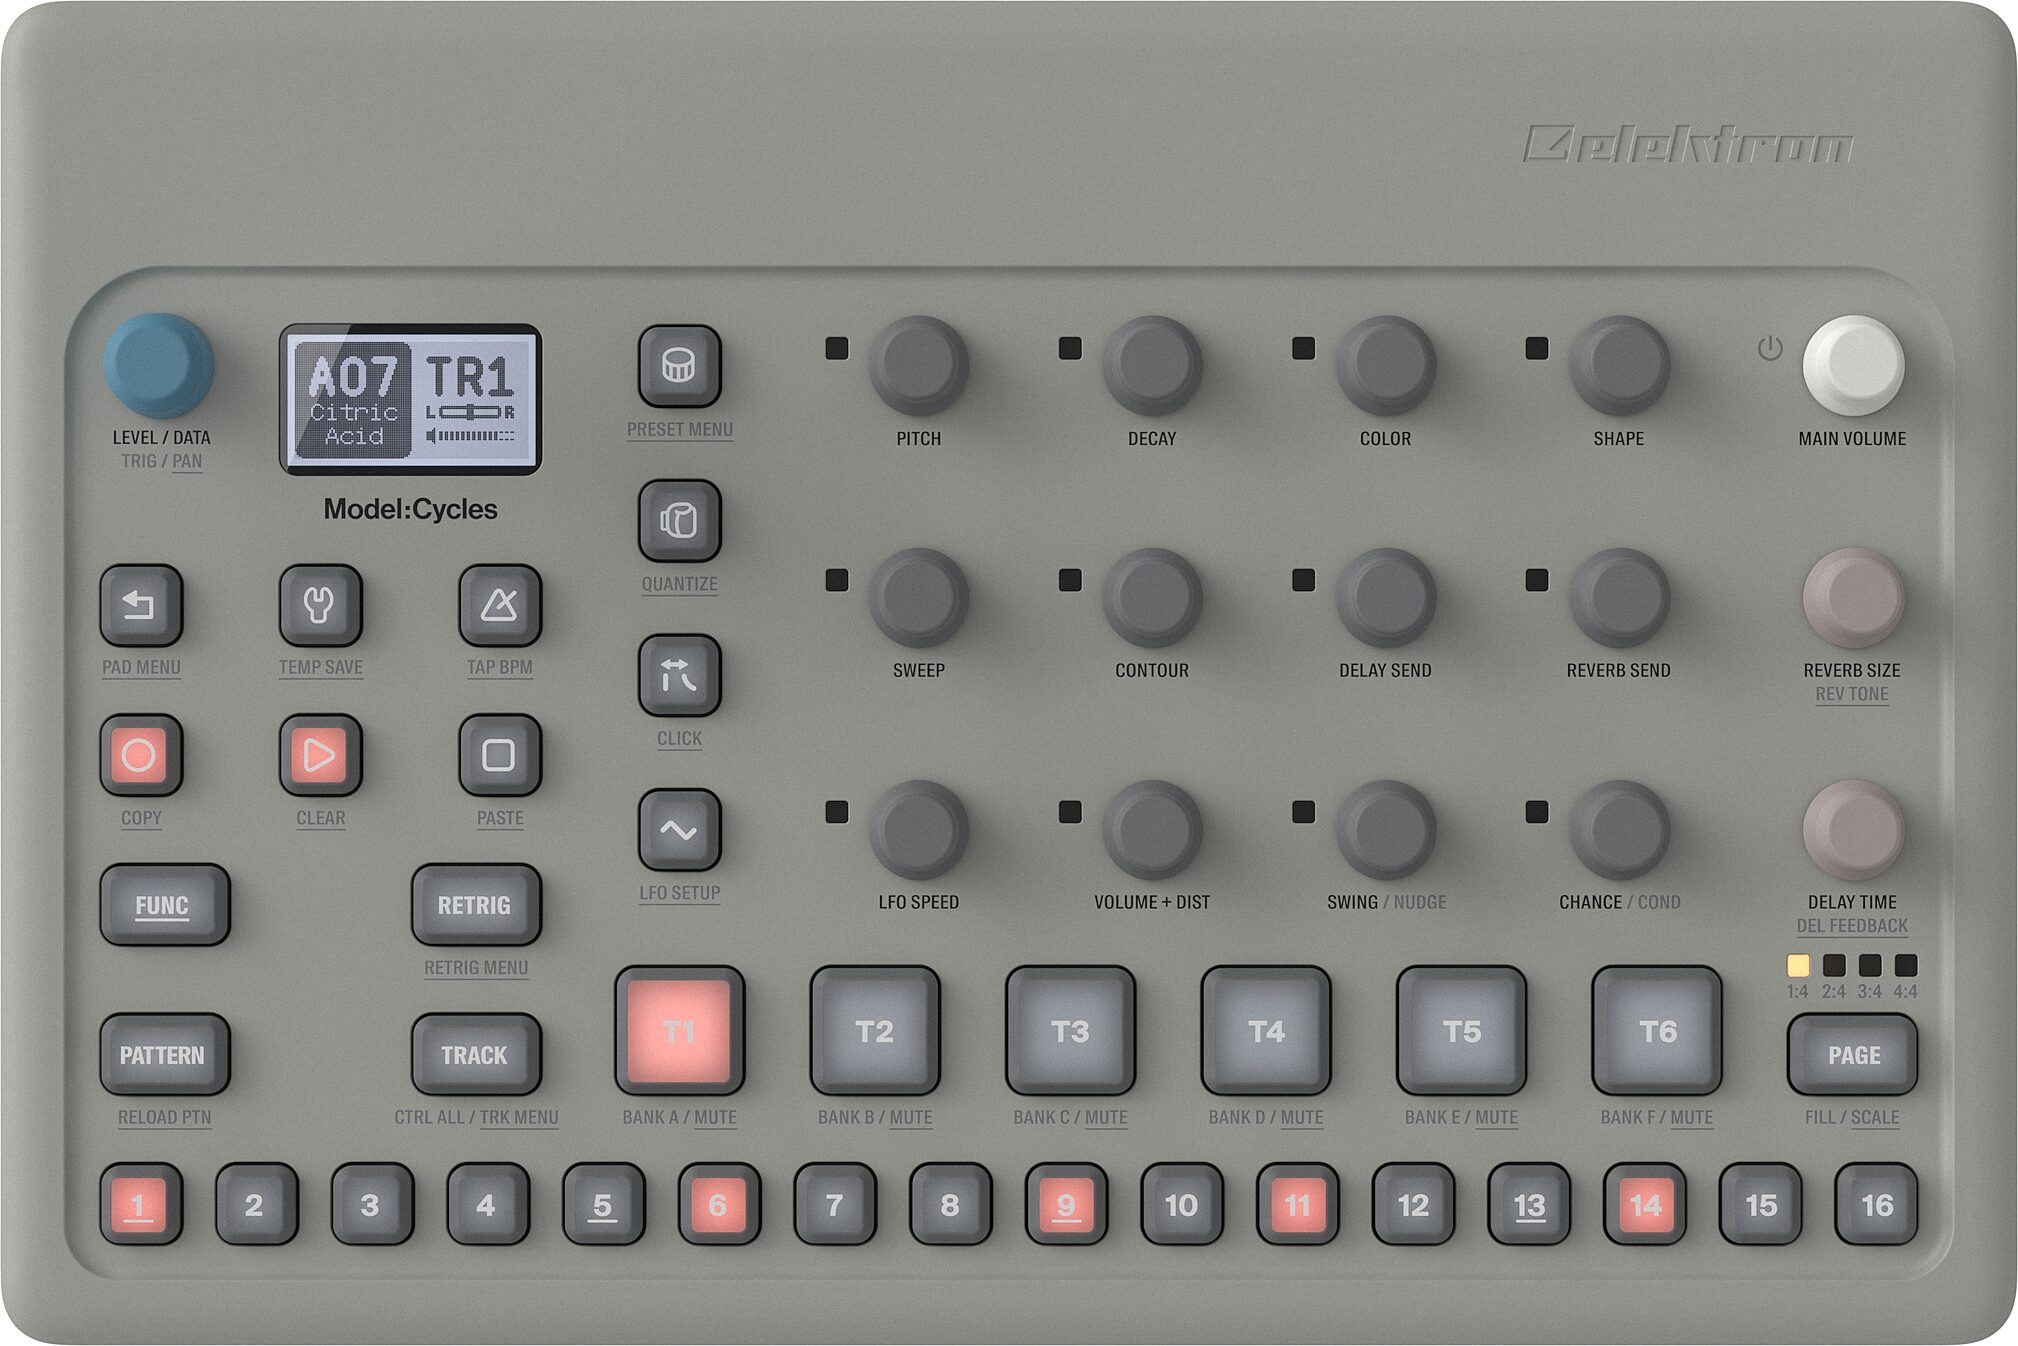 elektron
A07 TR1
Citric L R
Acid
LEVEL / DATA
TRIG / PAN
Model:Cycles
PRESET MENU
PITCH
DECAY
COLOR
SHAPE
MAIN VOLUME
QUANTIZE
PAD MENU
TEMP SAVE
TAP BPM
SWEEP
CONTOUR
DELAY SEND
REVERB SEND
REVERB SIZE
REV TONE
CLICK
COPY
CLEAR
PASTE
LFO SETUP
LFO SPEED
VOLUME + DIST
SWING / NUDGE
CHANCE / COND
DELAY TIME
DEL FEEDBACK
FUNC
RETRIG
RETRIG MENU
1:4 2:4 3:4 4:4
PATTERN
TRACK
T1
T2
T3
T4
T5
T6
PAGE
RELOAD PTN
CTRL ALL / TRK MENU
BANK A / MUTE
BANK B / MUTE
BANK C / MUTE
BANK D / MUTE
BANK E / MUTE
BANK F / MUTE
FILL / SCALE
1 2 3 4 5 6 7 8 9 10 11 12 13 14 15 16